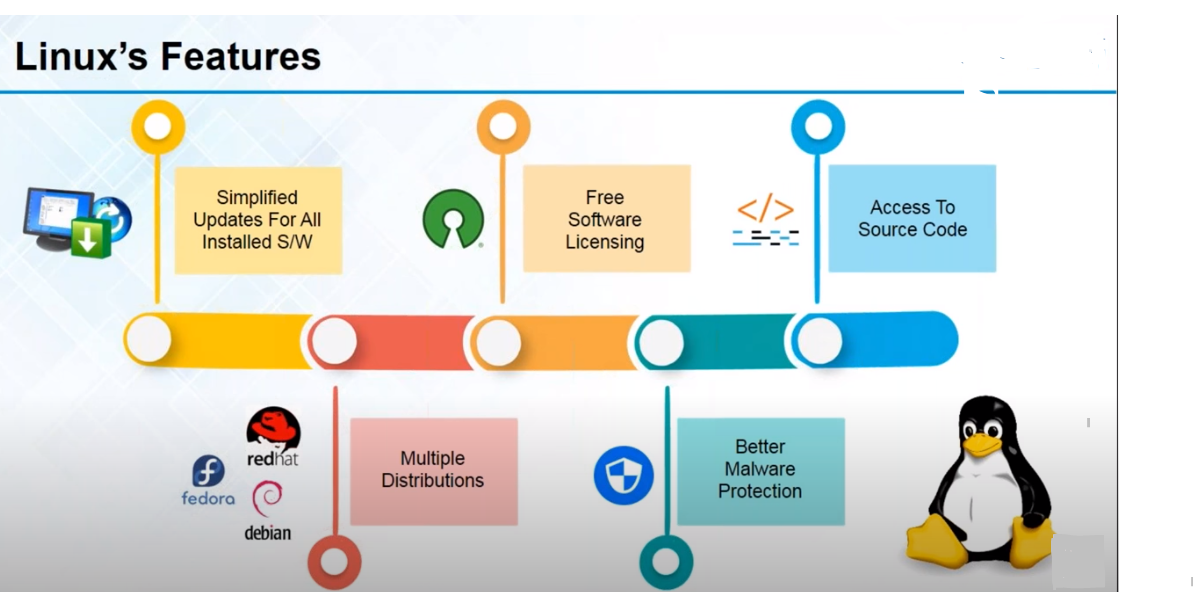 Linux's Features
Simplified
Updates For All
Installed S/W
Free
Software
Licensing
</>
Access To
Source Code
redhat
fedora
debian
Multiple
Distributions
Better
Malware
Protection